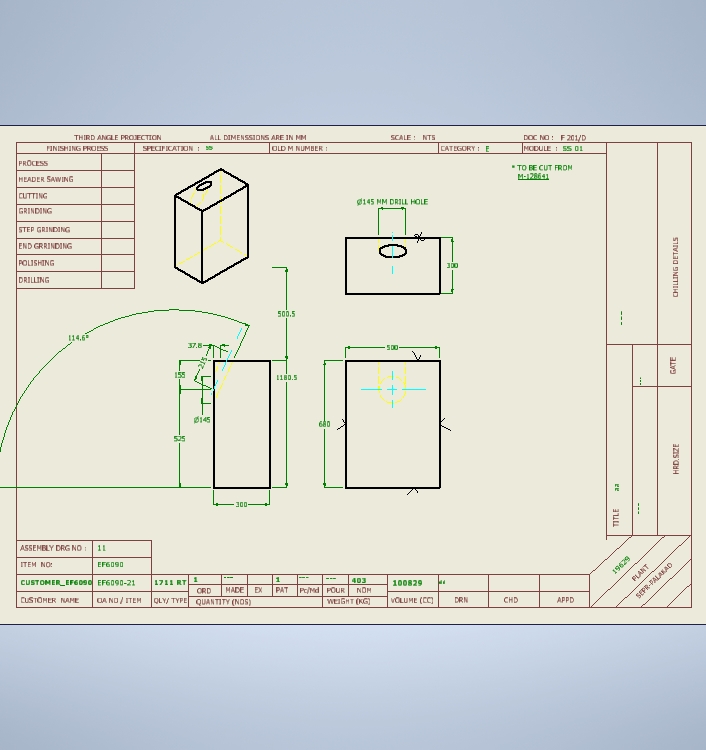 THIRD ANGLE PROJECTION ALL DIMENSSIONS ARE IN MM SCALE : NTS DOC NO : F 201/D
FINISHING PROESS SPECIFICATION : OLD M NUMBER : CATEGORY : E MODULE : SS 01
PROCESS
HEADER SAWING
CUTTING
GRINDING
STEP GRINDING
END GRRINDING
POLISHING
DRILLING
* TO BE CUT FROM
M-128641
Ø145 MM DRILL HOLE
300
500.5
114.6°
37.8
215
155
1180.5
Ø145
525
300
500
680
CHILLING DETAILS
GATE
HRD.SIZE
TITLE aa
19629
PLANT
SEPR-PALAKAD
ASSEMBLY DRG NO : 11
ITEM NO: EF6090
CUSTOMER_EF6090 EF6090-21 1711 RT 1 --- 1 --- --- 403 100829
ORD MADE EX PAT Pc/Md POUR NOM
CUSTOMER NAME OA NO / ITEM QLY/ TYPE QUANTITY (NOS) WEIGHT (KG) VOLUME (CC) DRN CHD APPD